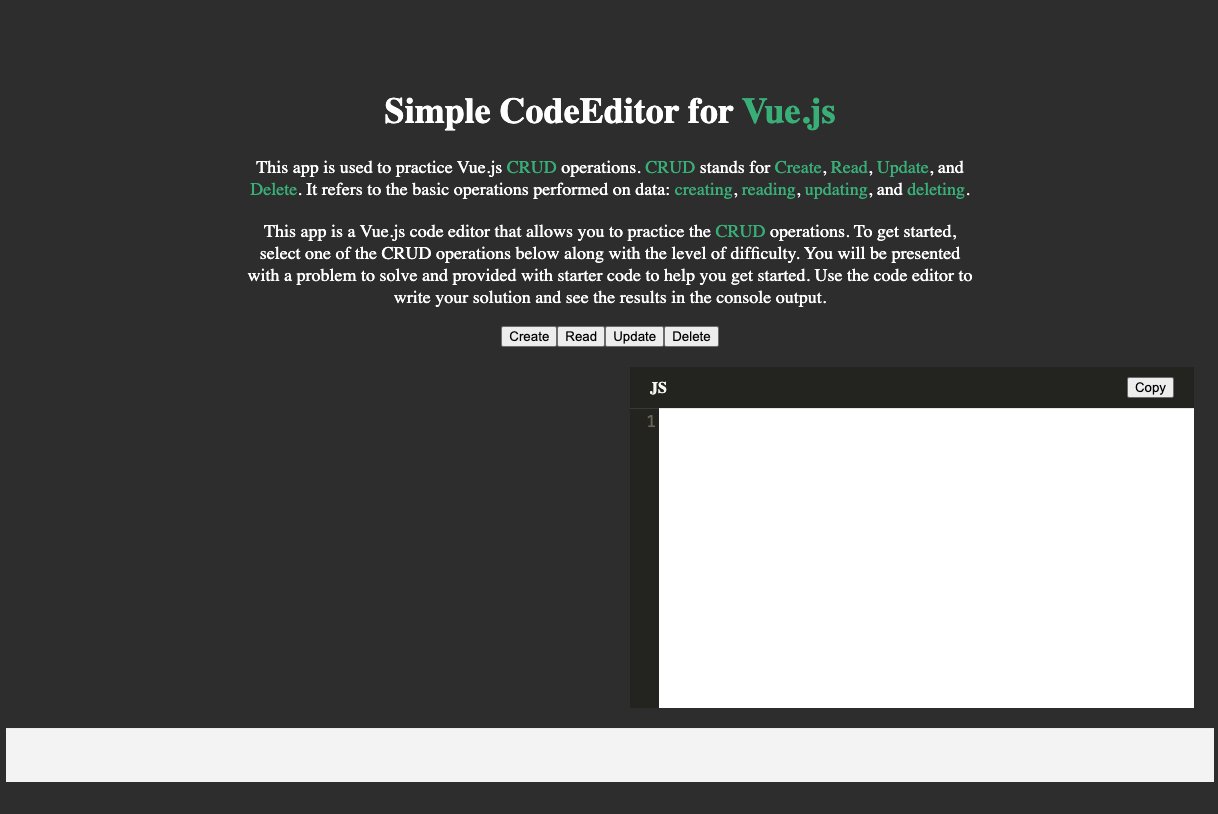 Simple CodeEditor for Vue.js
This app is used to practice Vue.js CRUD operations. CRUD stands for Create, Read, Update, and
Delete. It refers to the basic operations performed on data: creating, reading, updating, and deleting.
This app is a Vue.js code editor that allows you to practice the CRUD operations. To get started,
select one of the CRUD operations below along with the level of difficulty. You will be presented
with a problem to solve and provided with starter code to help you get started. Use the code editor to
write your solution and see the results in the console output.
Create Read Update Delete
JS Copy
1